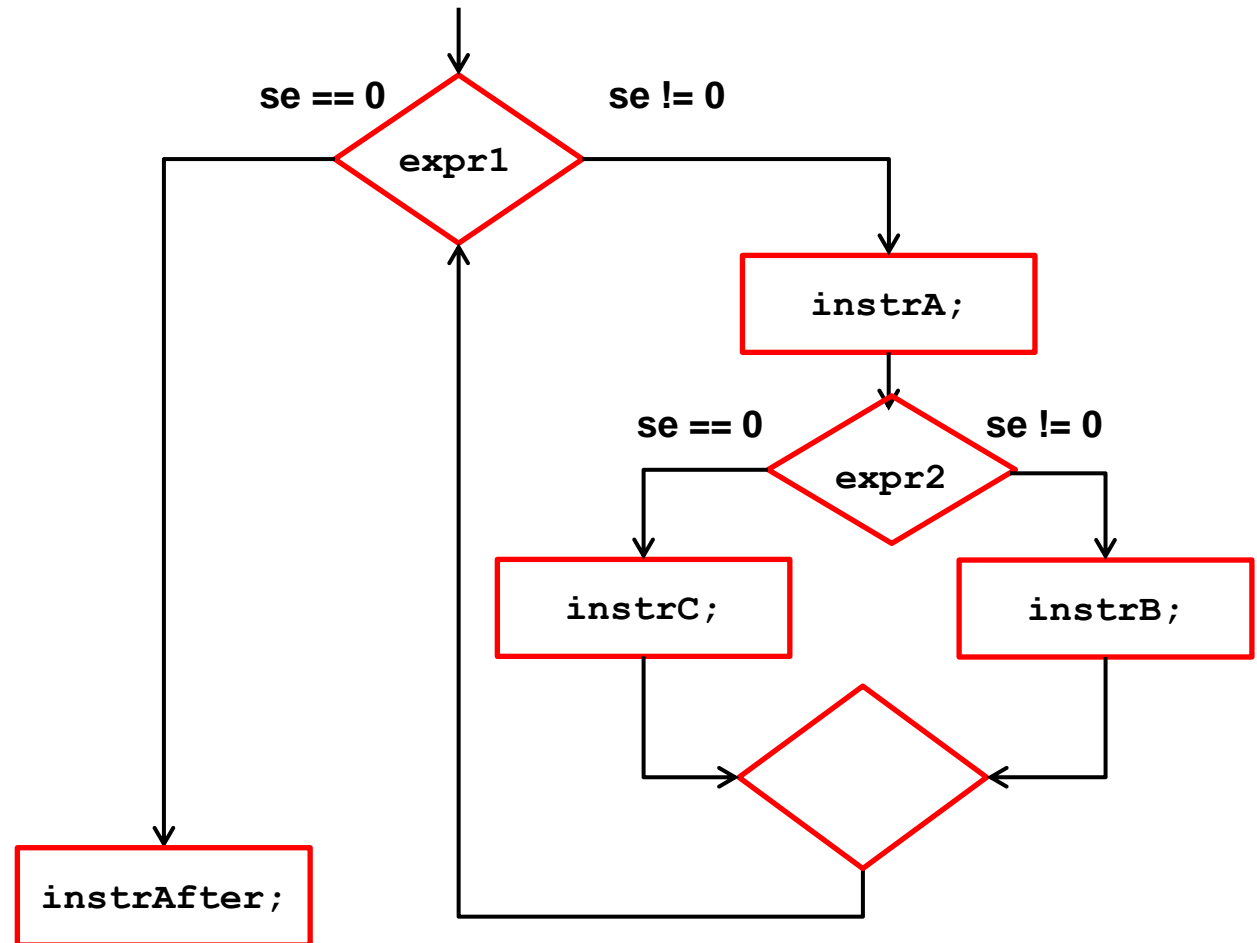 se == 0
se != 0
expr1
instrA;
se == 0
se != 0
expr2
instrC;
instrB;
instrAfter;